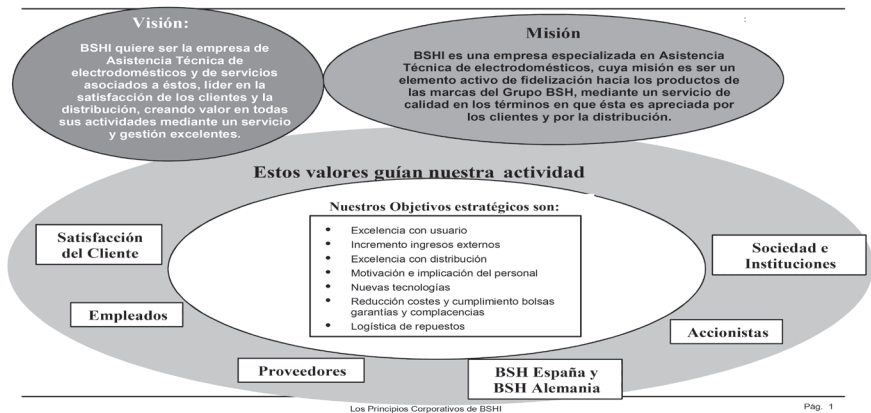 Visión:
BSHI quiere ser la empresa de
Asistencia Técnica de
electrodomésticos y de servicios
asociados a éstos, lider en la
satisfacción de los clientes y la
distribución, creando valor en todas
sus actividades mediante un servicio
y gestión excelentes.
:
Misión
BSHI es una empresa especializada en Asistencia
Técnica de electrodomésticos, cuya misión es ser un
elemento activo de fidelización hacia los productos de
las marcas del Grupo BSH, mediante un servicio de
calidad en los términos en que ésta es apreciada por
los clientes y por la distribución.
Estos valores guían nuestra actividad
Nuestros Objetivos estratégicos son:
• Excelencia con usuario
• Incremento ingresos externos
• Excelencia con distribución
• Motivación e implicación del personal
• Nuevas tecnologías
• Reducción costes y cumplimiento bolsas
garantías y complacencias
• Logística de repuestos
Satisfacción
del Cliente
Empleados
Proveedores
BSH España y
BSH Alemania
Accionistas
Sociedad e
Instituciones
Los Principios Corporativos de BSHI
Pág. 1